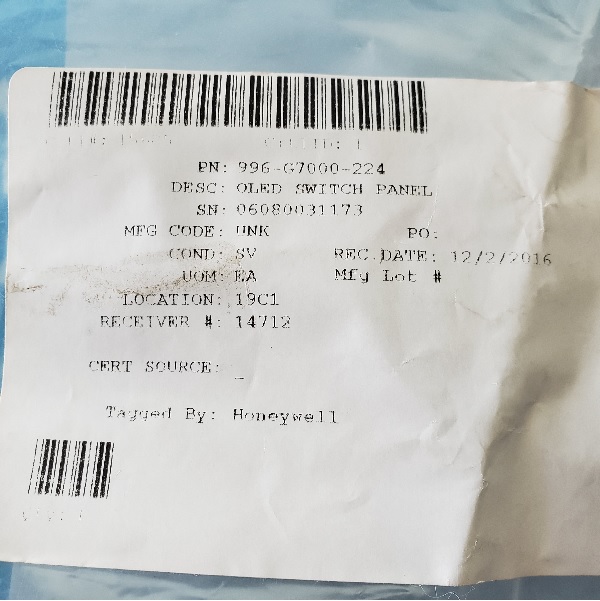 PN: 996-G7000-224
DESC: OLED SWITCH PANEL
SN: 06080031173
MFG CODE: UNK PO:
COND: SV REC.DATE: 12/2/2016
UOM: EA Mfg Lot #
LOCATION: 19C1
RECEIVER #: 14712
CERT SOURCE: _
Tagged By: Honeywell